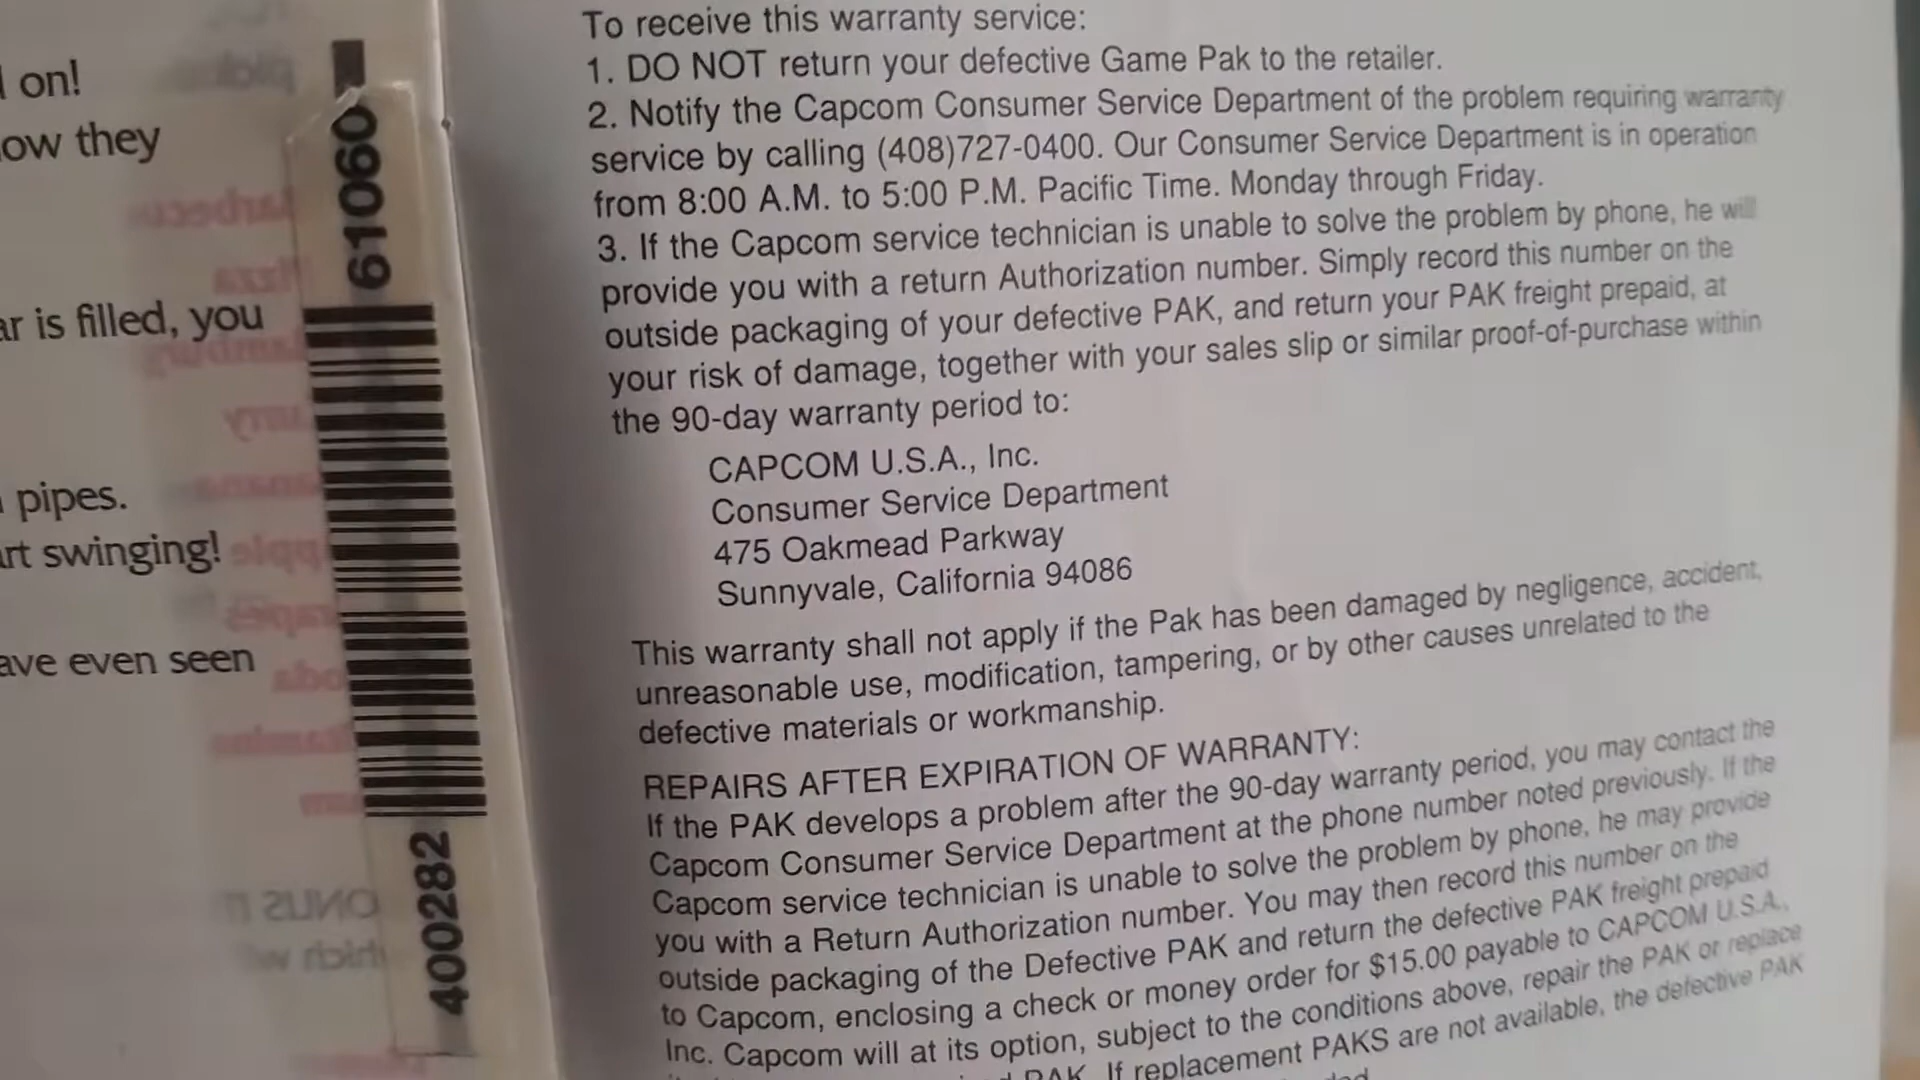 on!
ow they
ar is filled, you
pipes.
art swinging!
ave even seen
61060
400282
To receive this warranty service:
1. DO NOT return your defective Game Pak to the retailer.
2. Notify the Capcom Consumer Service Department of the problem requiring warranty
service by calling (408)727-0400. Our Consumer Service Department is in operation
from 8:00 A.M. to 5:00 P.M. Pacific Time. Monday through Friday.
3. If the Capcom service technician is unable to solve the problem by phone, he will
provide you with a return Authorization number. Simply record this number on the
outside packaging of your defective PAK, and return your PAK freight prepaid, at
your risk of damage, together with your sales slip or similar proof-of-purchase within
the 90-day warranty period to:
CAPCOM U.S.A., Inc.
Consumer Service Department
475 Oakmead Parkway
Sunnyvale, California 94086
This warranty shall not apply if the Pak has been damaged by negligence, accident,
unreasonable use, modification, tampering, or by other causes unrelated to the
defective materials or workmanship.
REPAIRS AFTER EXPIRATION OF WARRANTY:
If the PAK develops a problem after the 90-day warranty period, you may contact the
Capcom Consumer Service Department at the phone number noted previously. If the
Capcom service technician is unable to solve the problem by phone, he may provide
you with a Return Authorization number. You may then record this number on the
outside packaging of the Defective PAK and return the defective PAK freight prepaid
to Capcom, enclosing a check or money order for $15.00 payable to CAPCOM U.S.A.,
Inc. Capcom will at its option, subject to the conditions above, repair the PAK or replace
PAK. If replacement PAKS are not available, the defective PAK